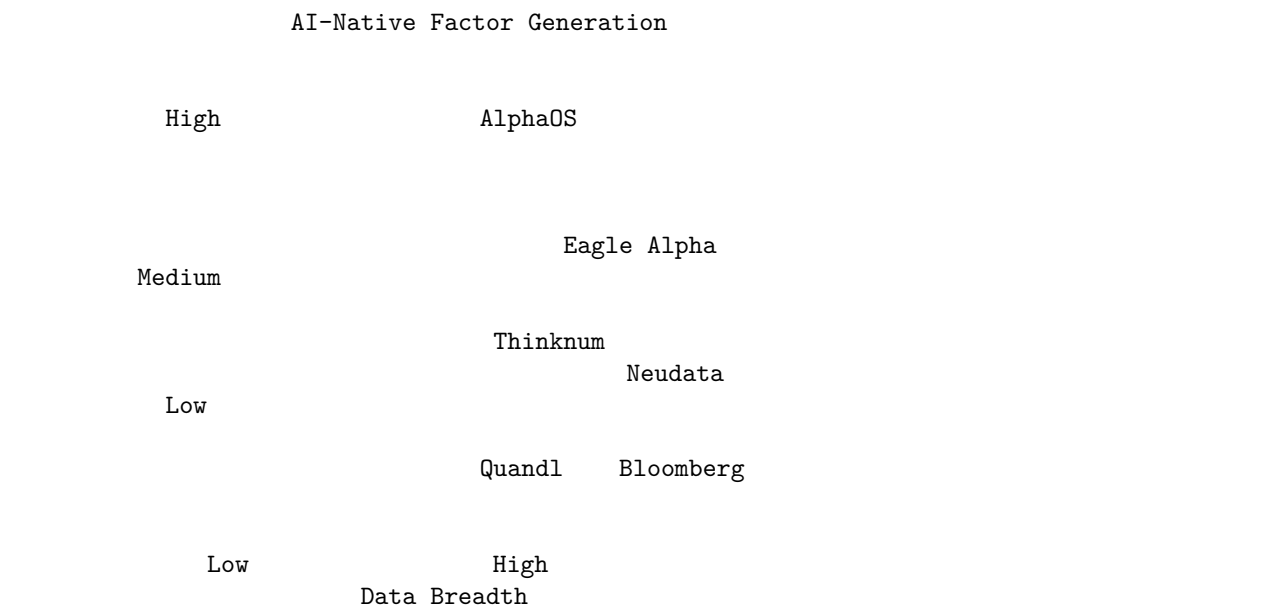 AI-Native Factor Generation
High AlphaOS
Eagle Alpha
Medium
Thinknum
Neudata
Low
Quandl Bloomberg
Low High
Data Breadth